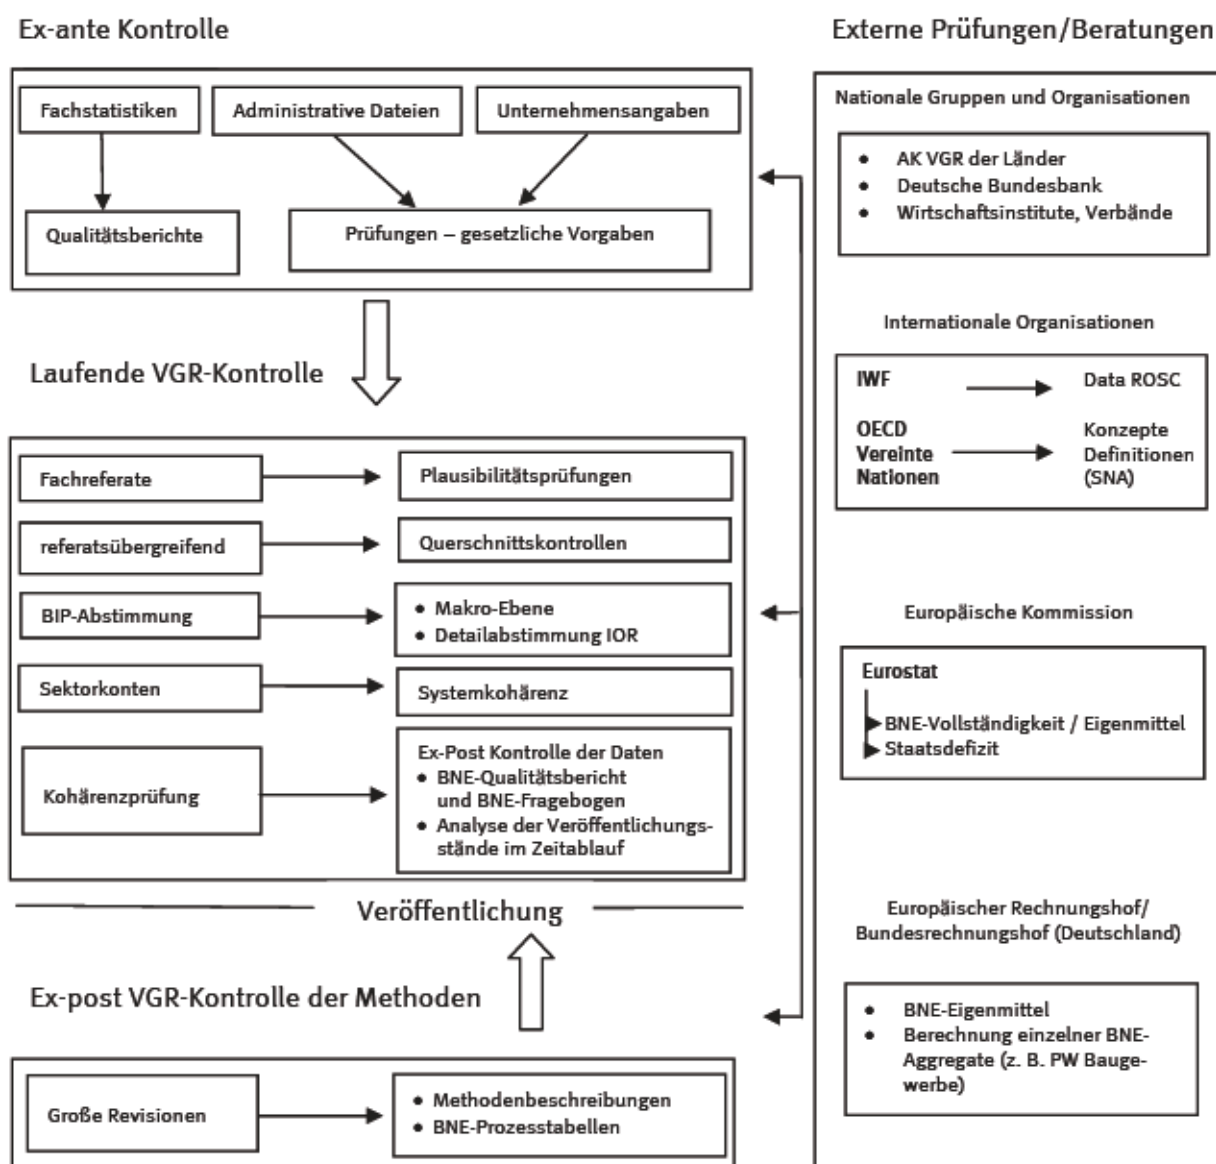 Ex-ante Kontrolle
Fachstatistiken
Administrative Dateien
Unternehmensangaben
Qualitätsberichte
Prüfungen – gesetzliche Vorgaben
Laufende VGR-Kontrolle
Fachreferate
Plausibilitätsprüfungen
referatsübergreifend
Querschnittskontrollen
BIP-Abstimmung
• Makro-Ebene
• Detailabstimmung IOR
Sektorkonten
Systemkohärenz
Kohärenzprüfung
Ex-Post Kontrolle der Daten
• BNE-Qualitätsbericht
und BNE-Fragebogen
• Analyse der Veröffentlichungs-
stände im Zeitablauf
Veröffentlichung
Ex-post VGR-Kontrolle der Methoden
Große Revisionen
• Methodenbeschreibungen
• BNE-Prozesstabellen
Externe Prüfungen/Beratungen
Nationale Gruppen und Organisationen
• AK VGR der Länder
• Deutsche Bundesbank
• Wirtschaftsinstitute, Verbände
Internationale Organisationen
IWF
Data ROSC
OECD
Vereinte
Nationen
Konzepte
Definitionen
(SNA)
Europäische Kommission
Eurostat
BNE-Vollständigkeit / Eigenmittel
Staatsdefizit
Europäischer Rechnungshof/
Bundesrechnungshof (Deutschland)
• BNE-Eigenmittel
• Berechnung einzelner BNE-
Aggregate (z. B. PW Bauge-
werbe)